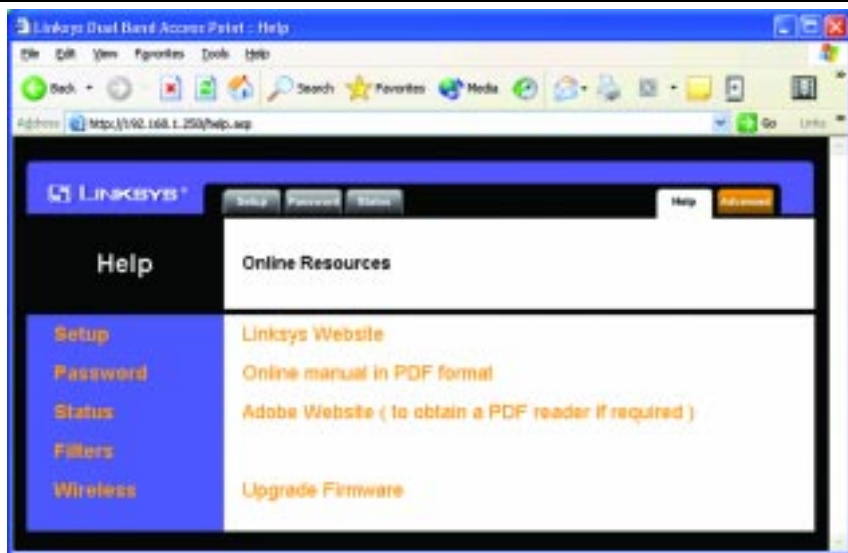 Linksys Dual Band Access Point : Help
File Edit View Favorites Tools Help
Back Search Favorites Media
Address http://192.168.1.250/help.asp Go Links
LINKSYS®
Setup Password Status Help Advanced
Help Online Resources
Setup Linksys Website
Password Online manual in PDF format
Status Adobe Website ( to obtain a PDF reader if required )
Filters
Wireless Upgrade Firmware